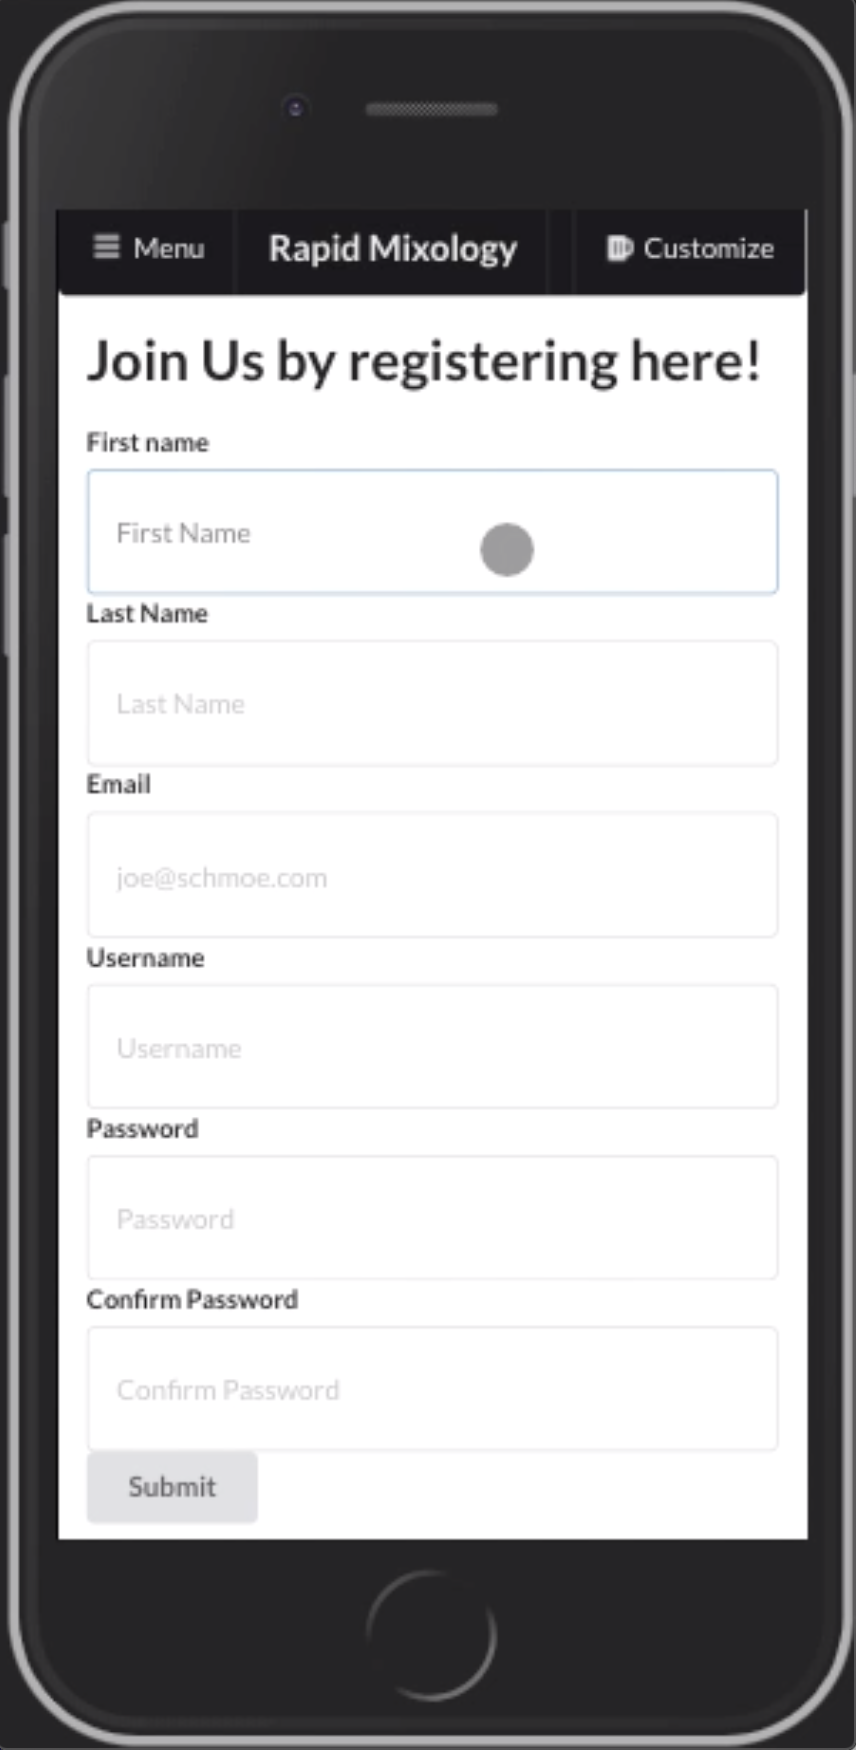 Menu Rapid Mixology Customize
Join Us by registering here!
First name
First Name
Last Name
Last Name
Email
joe@schmoe.com
Username
Username
Password
Password
Confirm Password
Confirm Password
Submit